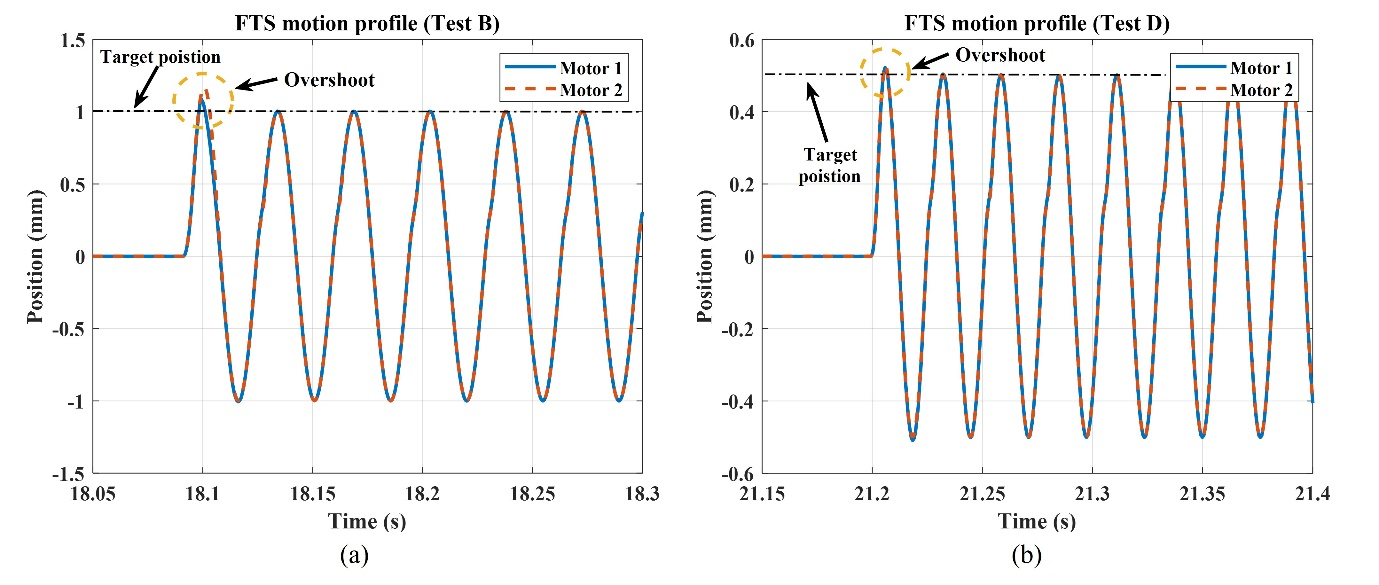 FTS motion profile (Test B)
1.5
1
0.5
0
-0.5
-1
-1.5
Target poistion
Overshoot
Motor 1
Motor 2
18.05
18.1
18.15
18.2
18.25
18.3
Position (mm)
Time (s)
(a)
FTS motion profile (Test D)
0.6
0.4
0.2
0
-0.2
-0.4
-0.6
Overshoot
Target
poistion
Motor 1
Motor 2
21.15
21.2
21.25
21.3
21.35
21.4
Position (mm)
Time (s)
(b)